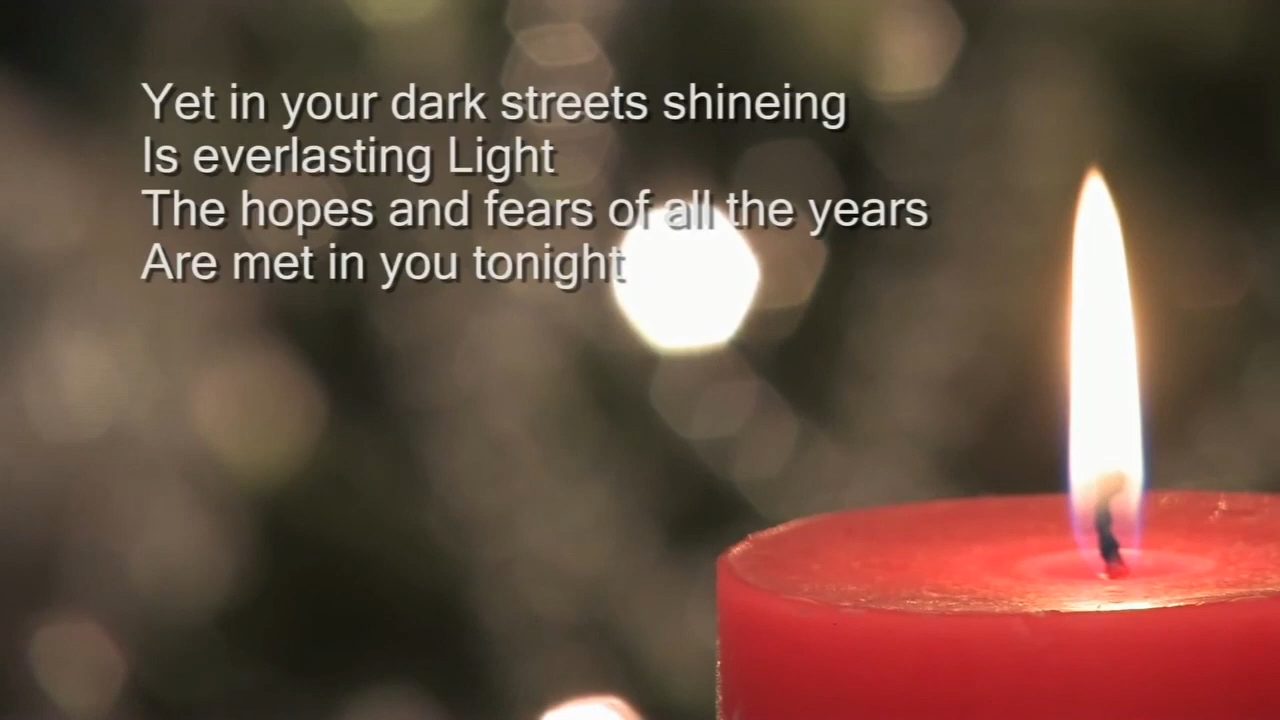 Yet in your dark streets shineing
Is everlasting Light
The hopes and fears of all the years
Are met in you tonight